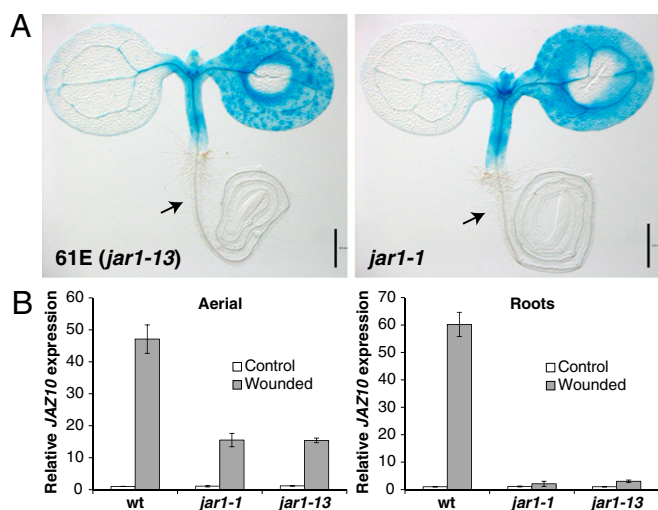 A
61E (jar1-13)
jar1-1
B
Aerial
Relative JAZ10 expression
60
50
40
30
20
10
0
Control
Wounded
wt
jar1-1
jar1-13
Roots
Relative JAZ10 expression
70
60
50
40
30
20
10
0
Control
Wounded
wt
jar1-1
jar1-13